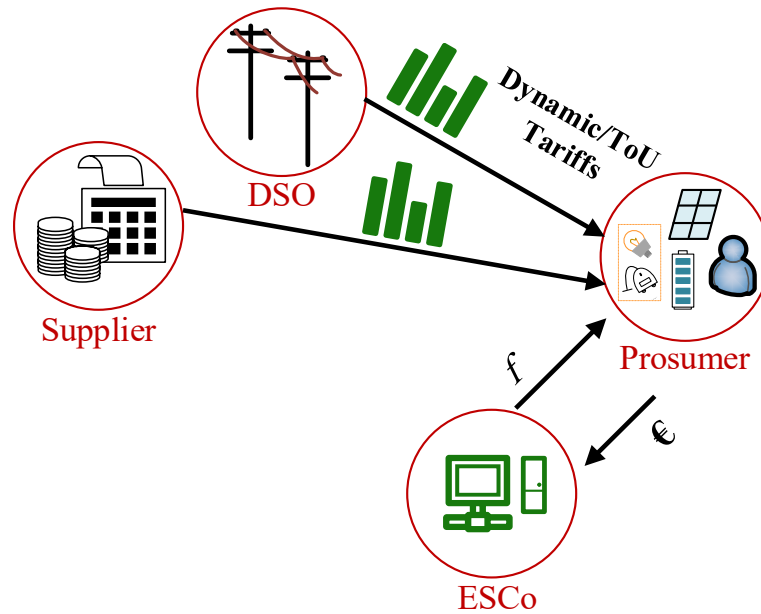 Dynamic/ToU
Tariffs
DSO
Supplier
Prosumer
f
€
ESCo